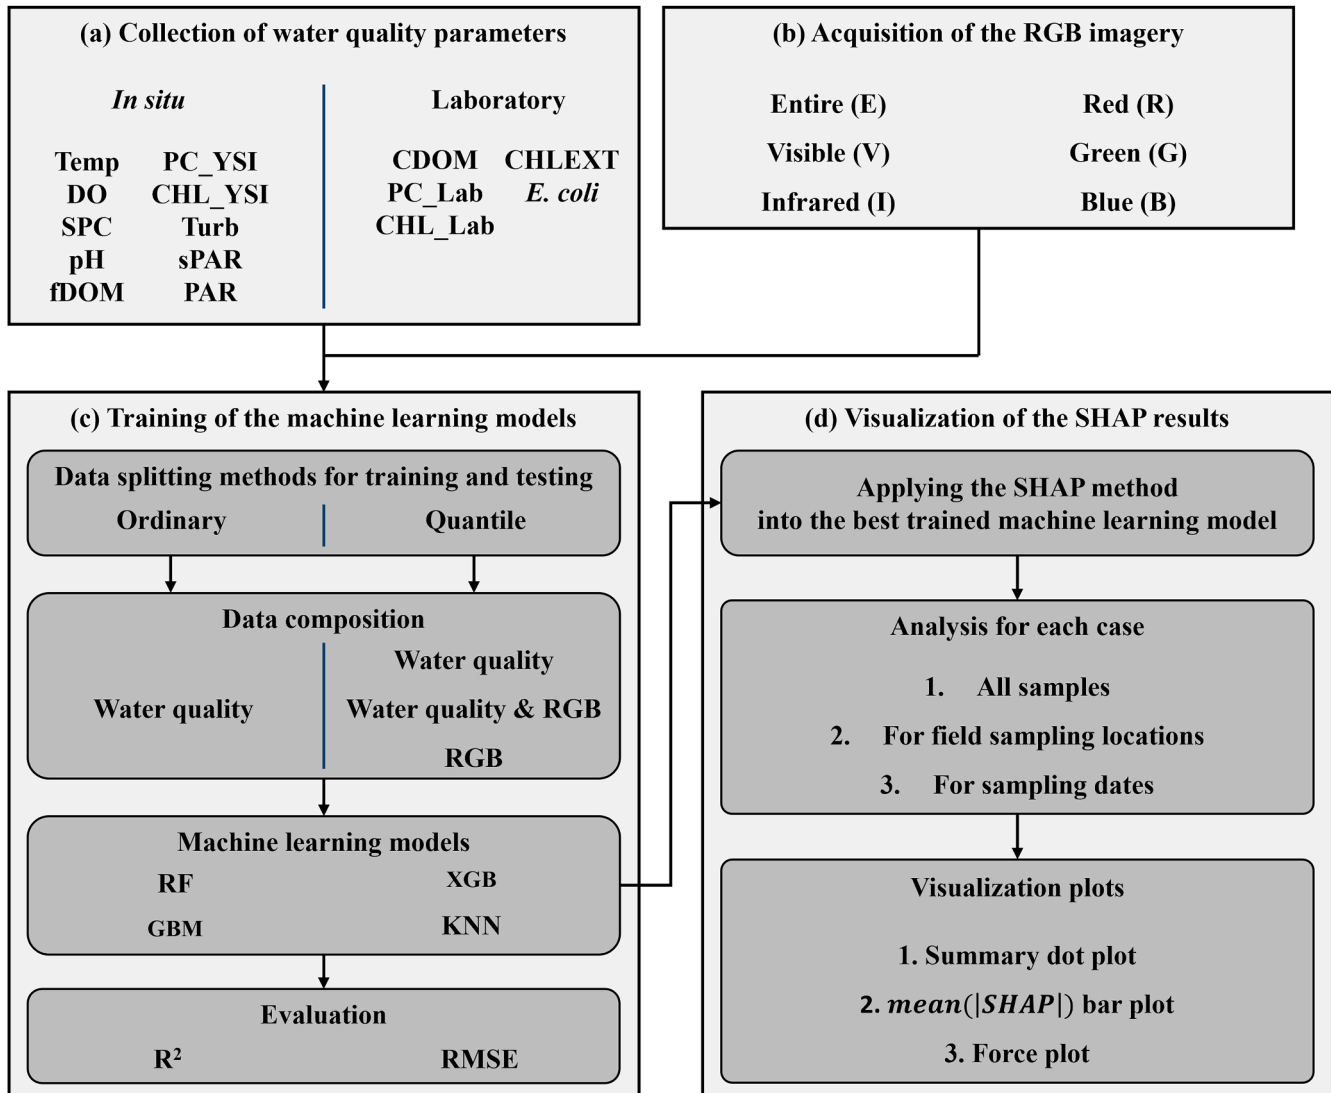 (a) Collection of water quality parameters
In situ
Laboratory
Temp PC_YSI
DO CHL_YSI
SPC Turb
pH sPAR
fDOM PAR
CDOM CHLEXT
PC_Lab E. coli
CHL_Lab
(b) Acquisition of the RGB imagery
Entire (E) Red (R)
Visible (V) Green (G)
Infrared (I) Blue (B)
(c) Training of the machine learning models
Data splitting methods for training and testing
Ordinary Quantile
Data composition
Water quality
Water quality
Water quality & RGB
RGB
Machine learning models
RF XGB
GBM KNN
Evaluation
R² RMSE
(d) Visualization of the SHAP results
Applying the SHAP method
into the best trained machine learning model
Analysis for each case
1. All samples
2. For field sampling locations
3. For sampling dates
Visualization plots
1. Summary dot plot
2. mean(|SHAP|) bar plot
3. Force plot